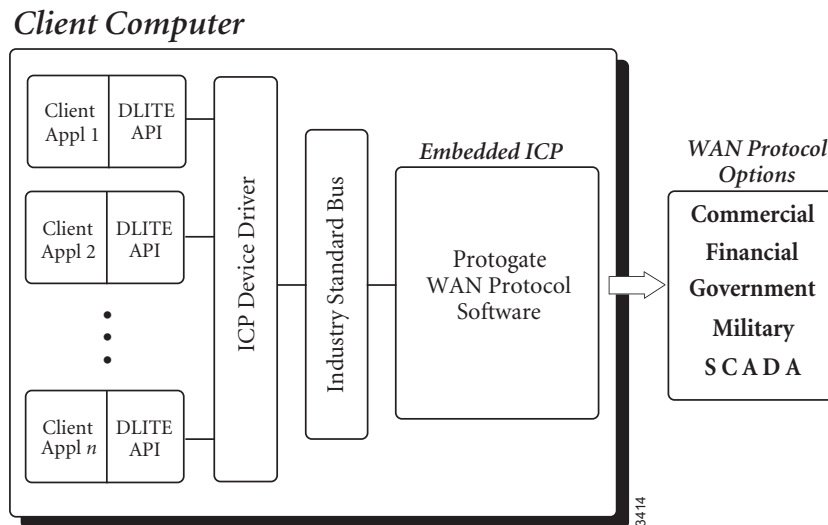 Client Computer
Client
Appl 1
DLITE
API
Client
Appl 2
DLITE
API
Client
Appl n
DLITE
API
ICP Device Driver
Industry Standard Bus
Embedded ICP
Protogate
WAN Protocol
Software
WAN Protocol
Options
Commercial
Financial
Government
Military
S C A D A
3414